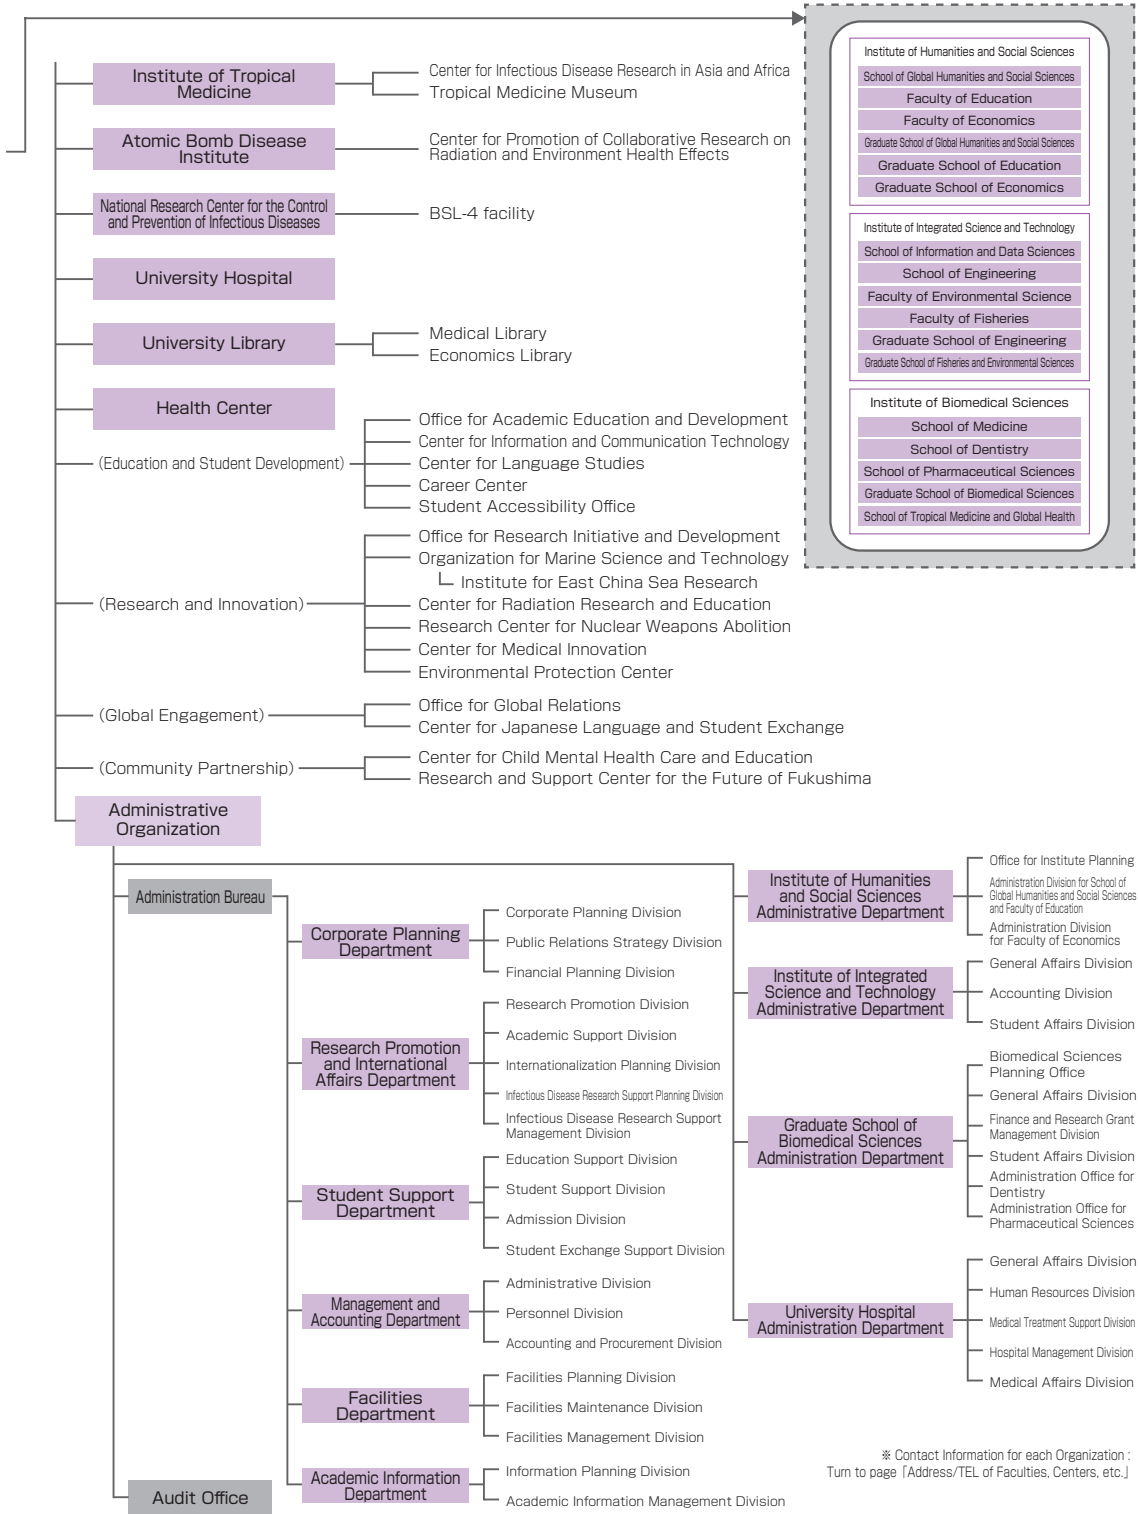 Institute of Tropical
Medicine
Center for Infectious Disease Research in Asia and Africa
Tropical Medicine Museum
Atomic Bomb Disease
Institute
Center for Promotion of Collaborative Research on
Radiation and Environment Health Effects
National Research Center for the Control
and Prevention of Infectious Diseases
BSL-4 facility
University Hospital
University Library
Medical Library
Economics Library
Health Center
(Education and Student Development)
Office for Academic Education and Development
Center for Information and Communication Technology
Center for Language Studies
Career Center
Student Accessibility Office
(Research and Innovation)
Office for Research Initiative and Development
Organization for Marine Science and Technology
Institute for East China Sea Research
Center for Radiation Research and Education
Research Center for Nuclear Weapons Abolition
Center for Medical Innovation
Environmental Protection Center
(Global Engagement)
Office for Global Relations
Center for Japanese Language and Student Exchange
(Community Partnership)
Center for Child Mental Health Care and Education
Research and Support Center for the Future of Fukushima
Institute of Humanities and Social Sciences
School of Global Humanities and Social Sciences
Faculty of Education
Faculty of Economics
Graduate School of Global Humanities and Social Sciences
Graduate School of Education
Graduate School of Economics
Institute of Integrated Science and Technology
School of Information and Data Sciences
School of Engineering
Faculty of Environmental Science
Faculty of Fisheries
Graduate School of Engineering
Graduate School of Fisheries and Environmental Sciences
Institute of Biomedical Sciences
School of Medicine
School of Dentistry
School of Pharmaceutical Sciences
Graduate School of Biomedical Sciences
School of Tropical Medicine and Global Health
Administrative
Organization
Administration Bureau
Corporate Planning
Department
Corporate Planning Division
Public Relations Strategy Division
Financial Planning Division
Research Promotion
and International
Affairs Department
Research Promotion Division
Academic Support Division
Internationalization Planning Division
Infectious Disease Research Support Planning Division
Infectious Disease Research Support
Management Division
Student Support
Department
Education Support Division
Student Support Division
Admission Division
Student Exchange Support Division
Management and
Accounting Department
Administrative Division
Personnel Division
Accounting and Procurement Division
Facilities
Department
Facilities Planning Division
Facilities Maintenance Division
Facilities Management Division
Academic Information
Department
Information Planning Division
Academic Information Management Division
Audit Office
Institute of Humanities
and Social Sciences
Administrative Department
Office for Institute Planning
Administration Division for School of
Global Humanities and Social Sciences
and Faculty of Education
Administration Division
for Faculty of Economics
Institute of Integrated
Science and Technology
Administrative Department
General Affairs Division
Accounting Division
Student Affairs Division
Graduate School of
Biomedical Sciences
Administration Department
Biomedical Sciences
Planning Office
General Affairs Division
Finance and Research Grant
Management Division
Student Affairs Division
Administration Office for
Dentistry
Administration Office for
Pharmaceutical Sciences
University Hospital
Administration Department
General Affairs Division
Human Resources Division
Medical Treatment Support Division
Hospital Management Division
Medical Affairs Division
※ Contact Information for each Organization :
Turn to page「Address/TEL of Faculties, Centers, etc.」